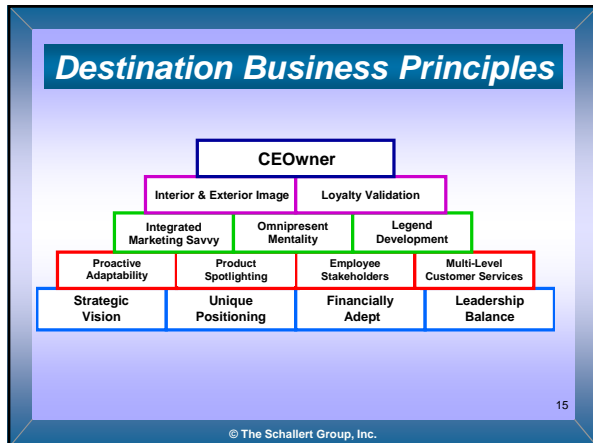 Destination Business Principles
CEOwner
Interior & Exterior Image
Loyalty Validation
Integrated
Marketing Savvy
Omnipresent
Mentality
Legend
Development
Proactive
Adaptability
Product
Spotlighting
Employee
Stakeholders
Multi-Level
Customer Services
Strategic
Vision
Unique
Positioning
Financially
Adept
Leadership
Balance
15
© The Schallert Group, Inc.